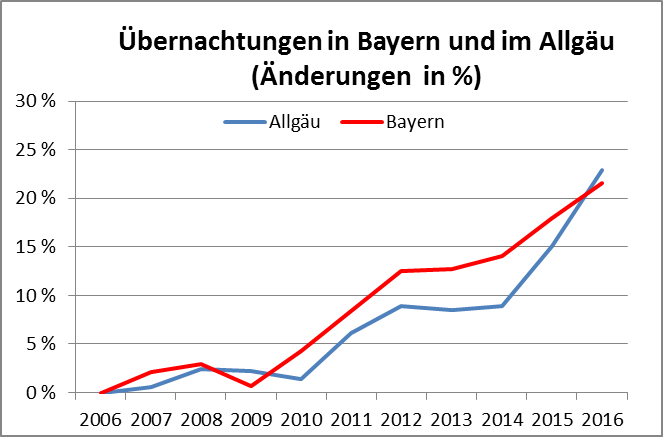 Übernachtungen in Bayern und im Allgäu
(Änderungen in %)
30 %
Allgäu Bayern
25 %
20 %
15 %
10 %
5 %
0 %
2006 2007 2008 2009 2010 2011 2012 2013 2014 2015 2016